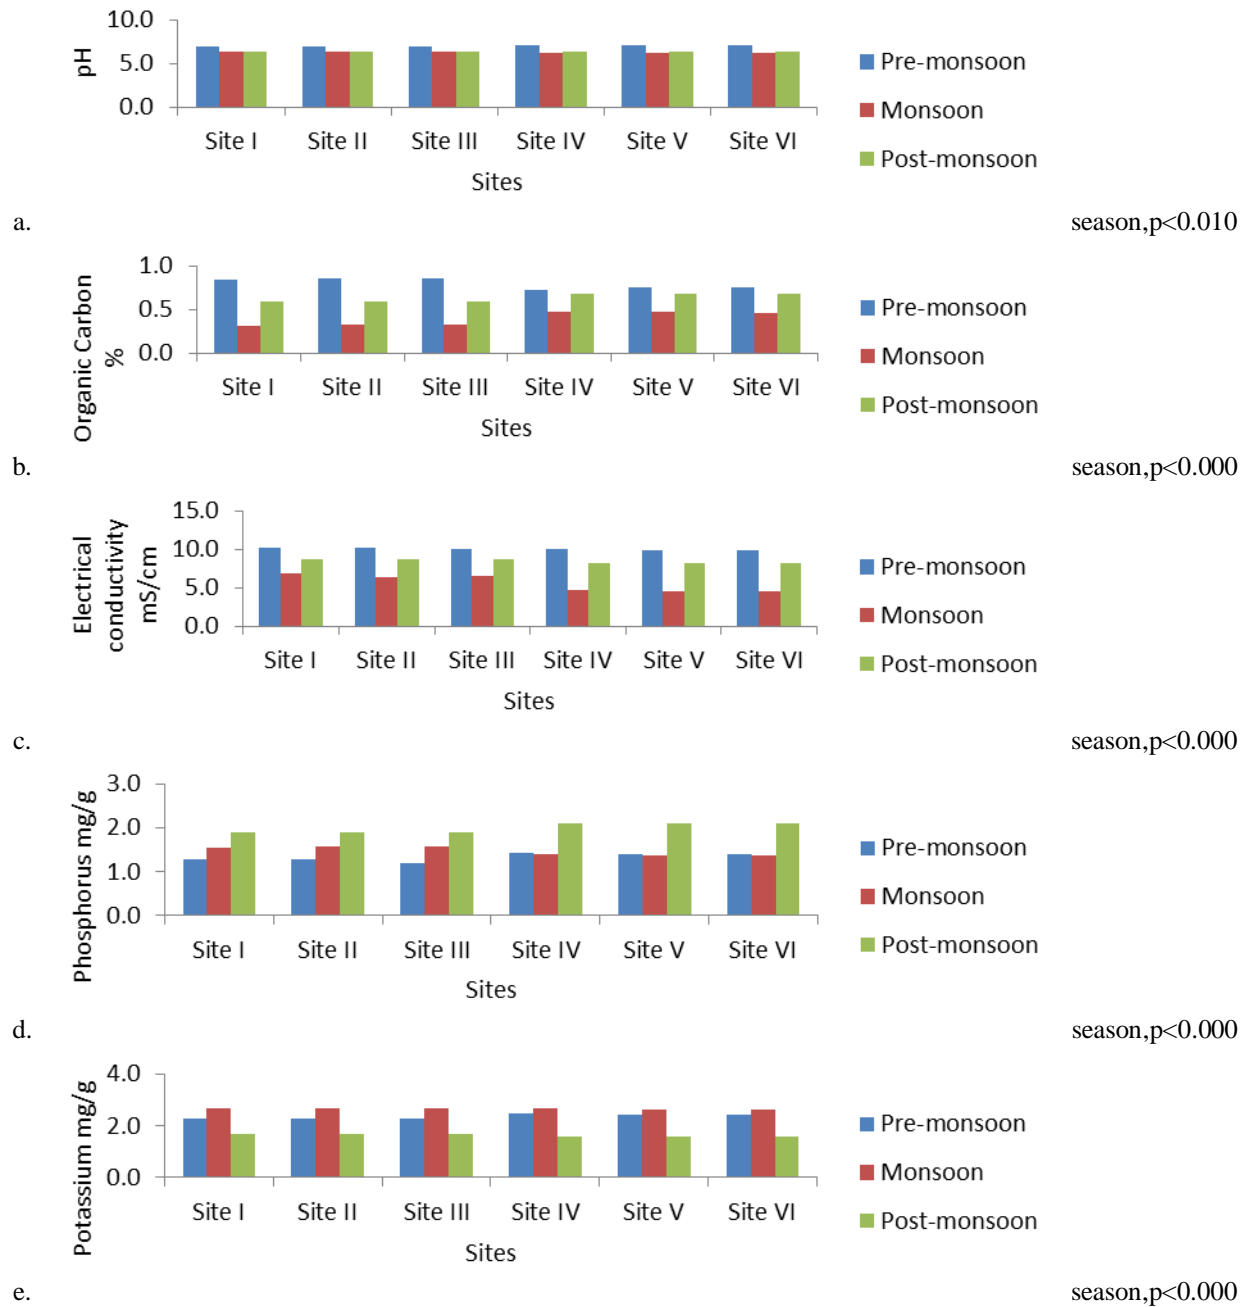 10.0
5.0
0.0
pH
Site I Site II Site III Site IV Site V Site VI
Sites
Pre-monsoon
Monsoon
Post-monsoon
a. season,p<0.010
1.0
0.5
0.0
Organic Carbon
%
Site I Site II Site III Site IV Site V Site VI
Sites
Pre-monsoon
Monsoon
Post-monsoon
b. season,p<0.000
15.0
10.0
5.0
0.0
Electrical
conductivity
mS/cm
Site I Site II Site III Site IV Site V Site VI
Sites
Pre-monsoon
Monsoon
Post-monsoon
c. season,p<0.000
3.0
2.0
1.0
0.0
Phosphorus mg/g
Site I Site II Site III Site IV Site V Site VI
Sites
Pre-monsoon
Monsoon
Post-monsoon
d. season,p<0.000
4.0
2.0
0.0
Potassium mg/g
Site I Site II Site III Site IV Site V Site VI
Sites
Pre-monsoon
Monsoon
Post-monsoon
e. season,p<0.000